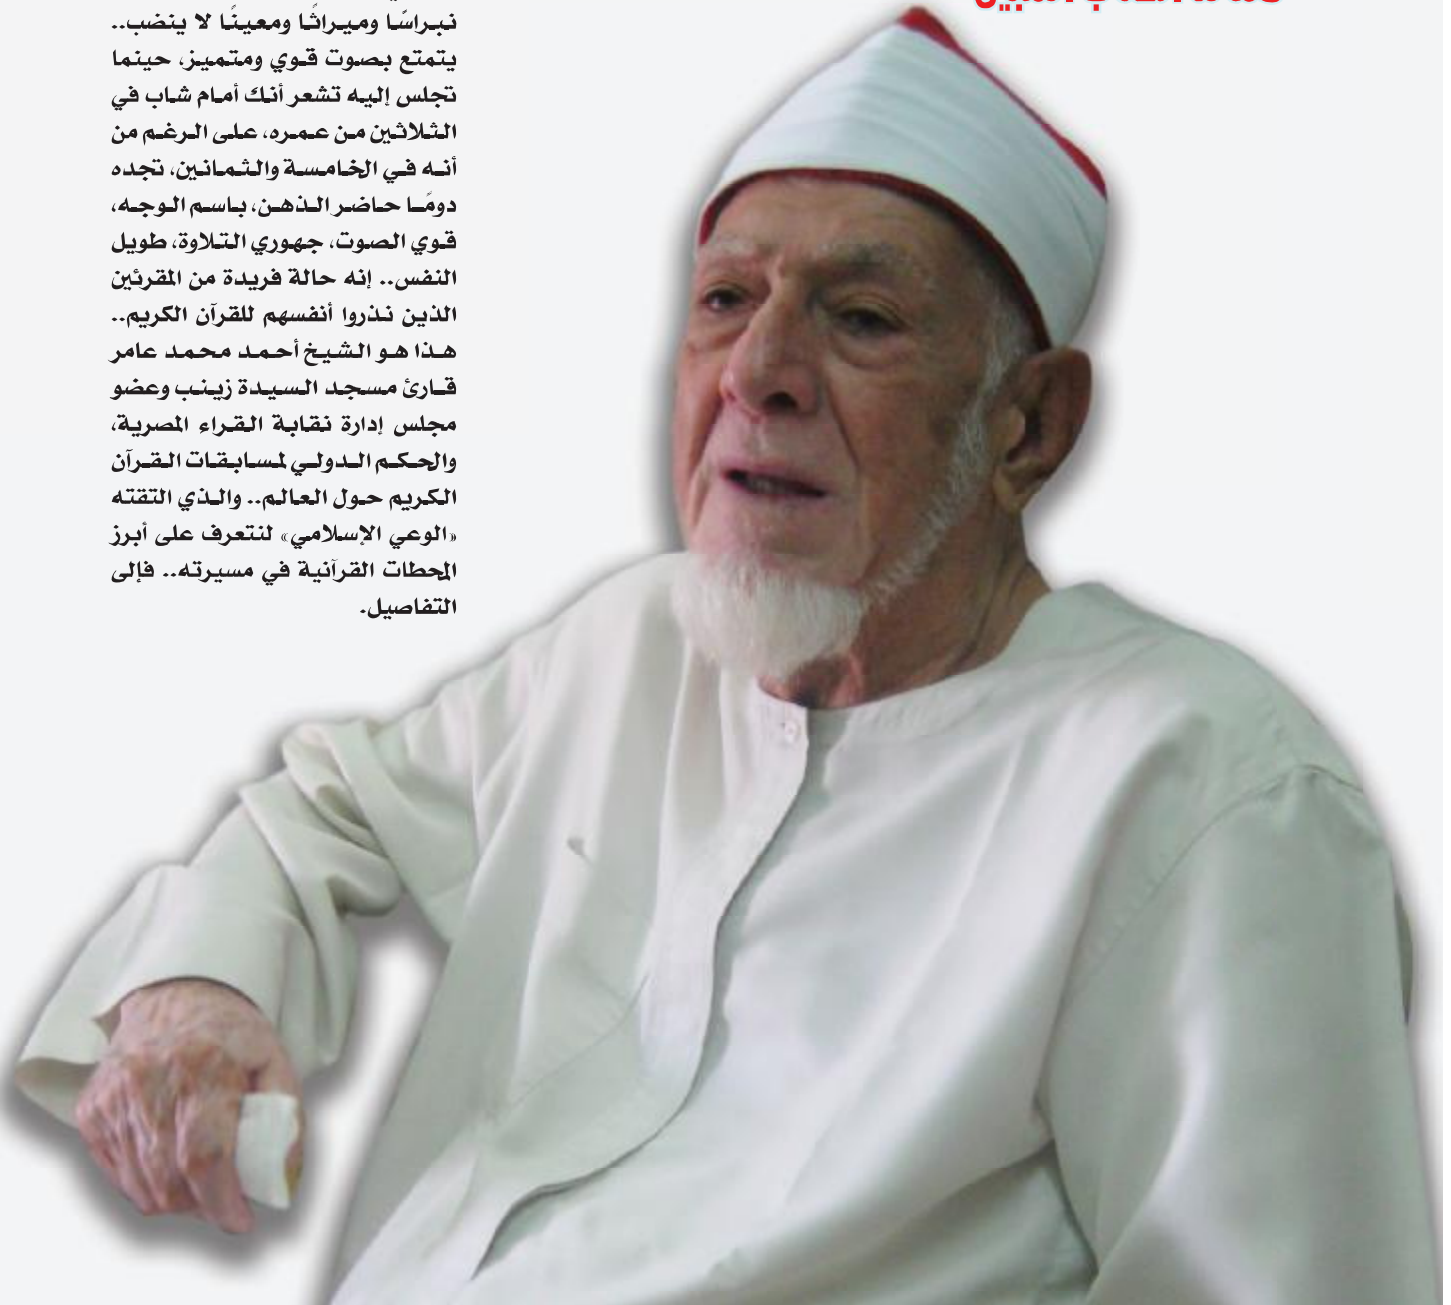 نبراسًا وميراثًا ومعينًا لا ينضب..
يتمتع بصوت قوي ومتميز، حينما
تجلس إليه تشعر أنك أمام شاب في
الثلاثين من عمره، على الرغم من
أنه في الخامسة والثمانين، تجده
دومًا حاضر الذهن، باسم الوجه،
قوي الصوت، جهوري التلاوة، طويل
النفس.. إنه حالة فريدة من المقرئين
الذين نذروا أنفسهم للقرآن الكريم..
هذا هو الشيخ أحمد محمد عامر
قارئ مسجد السيدة زينب وعضو
مجلس إدارة نقابة القراء المصرية،
والحكم الدولي لمسابقات القرآن
الكريم حول العالم.. والذي التقته
«الوعي الإسلامي» لنتعرف على أبرز
المحطات القرآنية في مسيرته.. فإلى
التفاصيل.